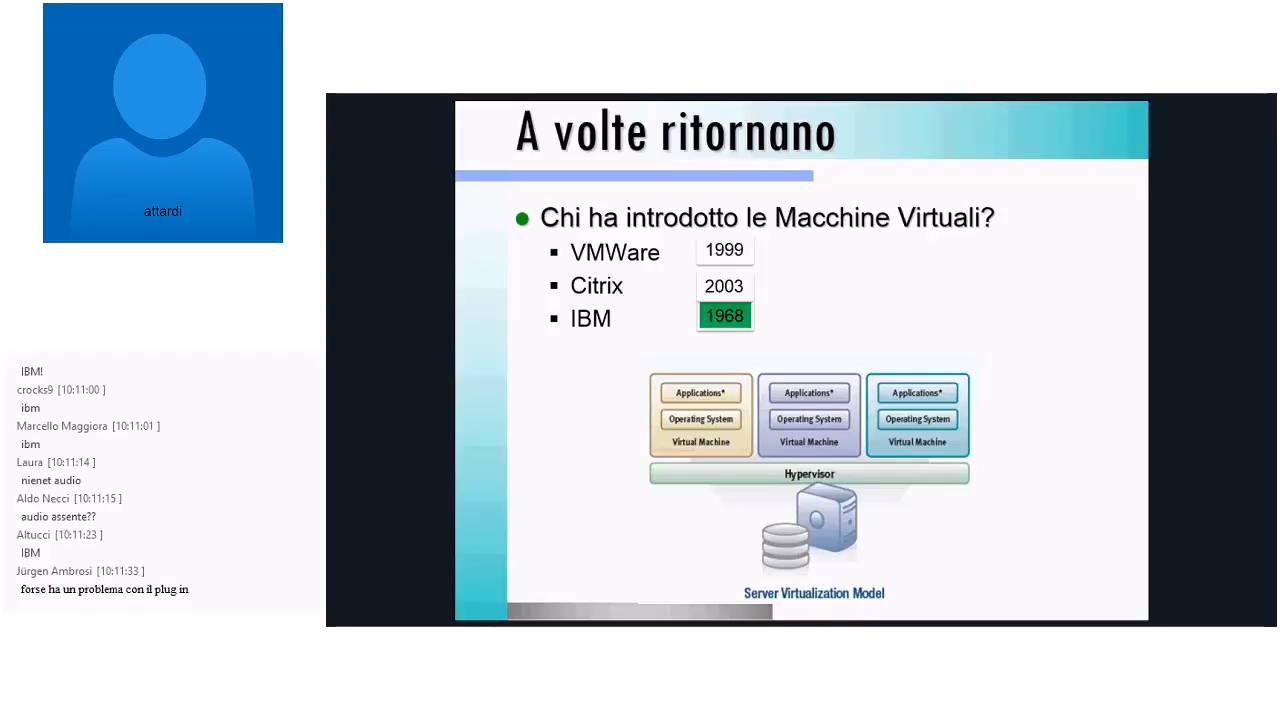 attardi
IBM!
crocks9 [10:11:00 ]
ibm
Marcello Maggiora [10:11:01 ]
ibm
Laura [10:11:14 ]
nienet audio
Aldo Necci [10:11:15 ]
audio assente??
Altucci [10:11:23 ]
IBM
Jürgen Ambrosi [10:11:33 ]
forse ha un problema con il plug in
A volte ritornano
Chi ha introdotto le Macchine Virtuali?
VMWare 1999
Citrix 2003
IBM 1968
Applications* Applications* Applications*
Operating System Operating System Operating System
Virtual Machine Virtual Machine Virtual Machine
Hypervisor
Server Virtualization Model